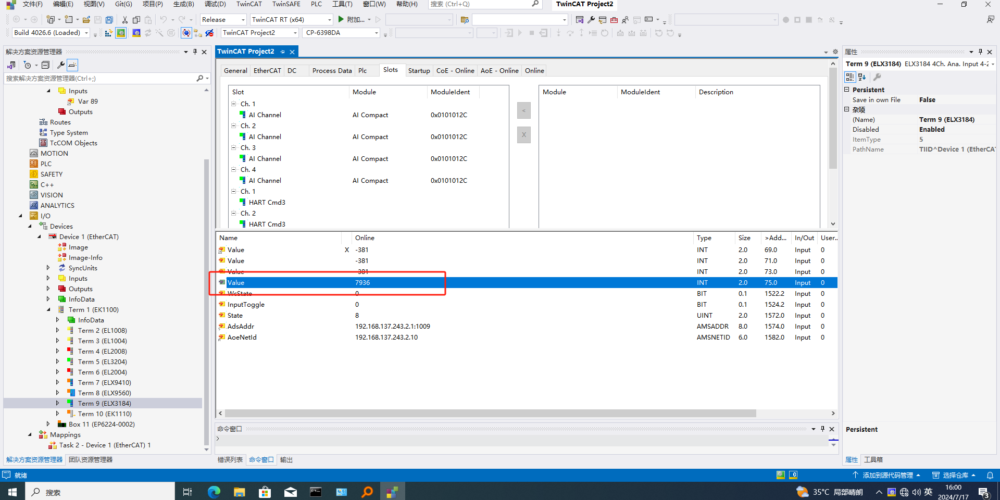 文件(F) 编辑(E) 视图(V) Git(G) 项目(P) 生成(B) 调试(D) TwinCAT TwinSAFE PLC 工具(T) 窗口(W) 帮助(H) 搜索 (Ctrl+Q) TwinCAT Project2
Release TwinCAT RT (x64) 附加...
Build 4026.6 (Loaded) TwinCAT Project2 CP-6398DA
解决方案资源管理器
搜索解决方案资源管理器(Ctrl+;)
Inputs
Var 89
Outputs
Routes
Type System
TcCOM Objects
MOTION
PLC
SAFETY
C++
VISION
ANALYTICS
I/O
Devices
Device 1 (EtherCAT)
Image
Image-Info
SyncUnits
Inputs
Outputs
InfoData
Term 1 (EK1100)
InfoData
Term 2 (EL1008)
Term 3 (EL1004)
Term 4 (EL2008)
Term 5 (EL3204)
Term 6 (EL2004)
Term 7 (ELX9410)
Term 8 (ELX9560)
Term 9 (ELX3184)
Term 10 (EK1110)
Box 11 (EP6224-0002)
Mappings
Task 2 - Device 1 (EtherCAT) 1
解决方案资源管理器 团队资源管理器
TwinCAT Project2
General EtherCAT DC Process Data Plc Slots Startup CoE - Online AoE - Online Online
Slot Module ModuleIdent
Ch. 1
AI Channel AI Compact 0x0101012C
Ch. 2
AI Channel AI Compact 0x0101012C
Ch. 3
AI Channel AI Compact 0x0101012C
Ch. 4
AI Channel AI Compact 0x0101012C
Ch. 1
HART Cmd3
Ch. 2
HART Cmd3
<
X
Module ModuleIdent Description
Name Online Type Size >Add... In/Out User..
Value X -381 INT 2.0 69.0 Input 0
Value -381 INT 2.0 71.0 Input 0
Value -381 INT 2.0 73.0 Input 0
Value 7936 INT 2.0 75.0 Input 0
WcState 0 BIT 0.1 1522.2 Input 0
InputToggle 0 BIT 0.1 1524.2 Input 0
State 8 UINT 2.0 1572.0 Input 0
AdsAddr 192.168.137.243.2.1:1009 AMSADDR 8.0 1574.0 Input 0
AoeNetId 192.168.137.243.2.10 AMSNETID 6.0 1582.0 Input 0
命令窗口
>
错误列表 命令窗口 输出
属性
Term 9 (ELX3184) ELX3184 4Ch. Ana. Input 4-2
Persistent
Save in own File False
杂项
(Name) Term 9 (ELX3184)
Disabled Enabled
ItemType 5
PathName TIID^Device 1 (EtherCAT
Persistent
属性 工具箱
就绪 添加到源代码管理 选择仓库
搜索 35°C 局部晴朗 英 16:00
2024/7/17 3